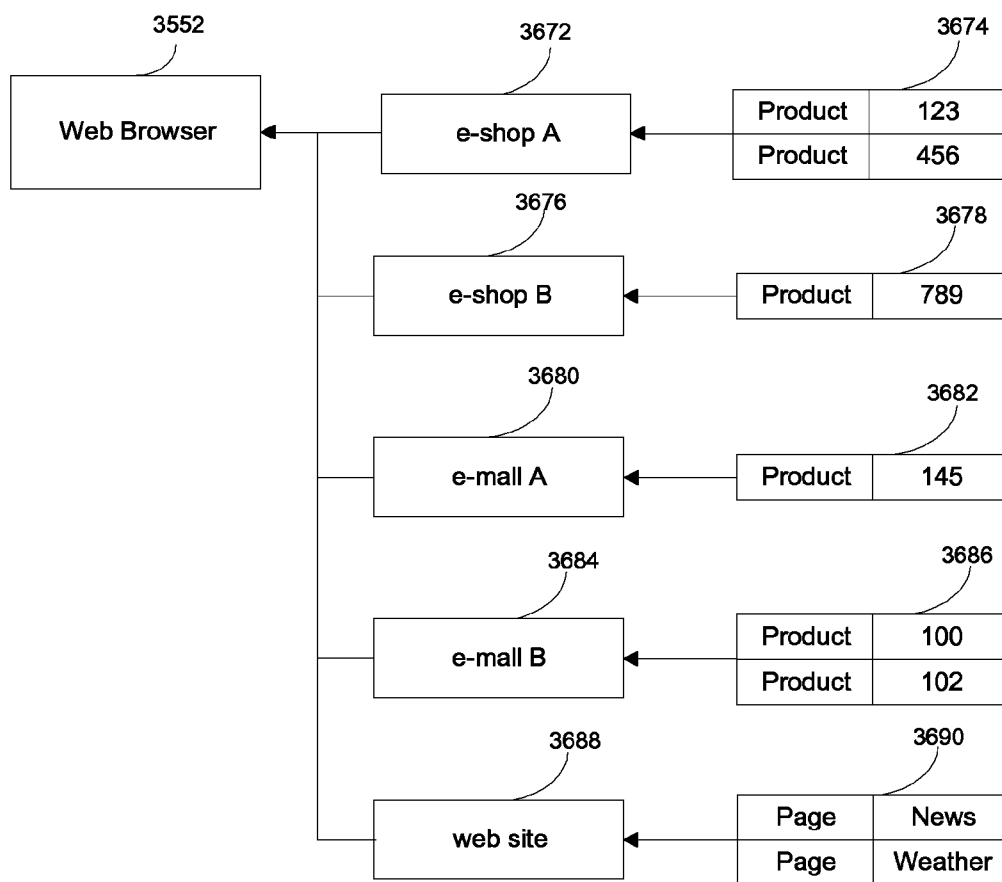 3552
3672
3674
Web Browser
e-shop A
Product 123
Product 456
3676
3678
e-shop B
Product 789
3680
3682
e-mall A
Product 145
3684
3686
e-mall B
Product 100
Product 102
3688
3690
web site
Page News
Page Weather